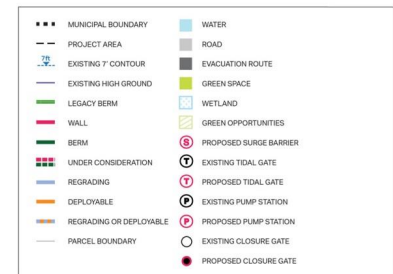 MUNICIPAL BOUNDARY
PROJECT AREA
7ft
EXISTING 7' CONTOUR
EXISTING HIGH GROUND
LEGACY BERM
WALL
BERM
UNDER CONSIDERATION
REGRADING
DEPLOYABLE
REGRADING OR DEPLOYABLE
PARCEL BOUNDARY
WATER
ROAD
EVACUATION ROUTE
GREEN SPACE
WETLAND
GREEN OPPORTUNITIES
S PROPOSED SURGE BARRIER
T EXISTING TIDAL GATE
T PROPOSED TIDAL GATE
P EXISTING PUMP STATION
P PROPOSED PUMP STATION
EXISTING CLOSURE GATE
PROPOSED CLOSURE GATE